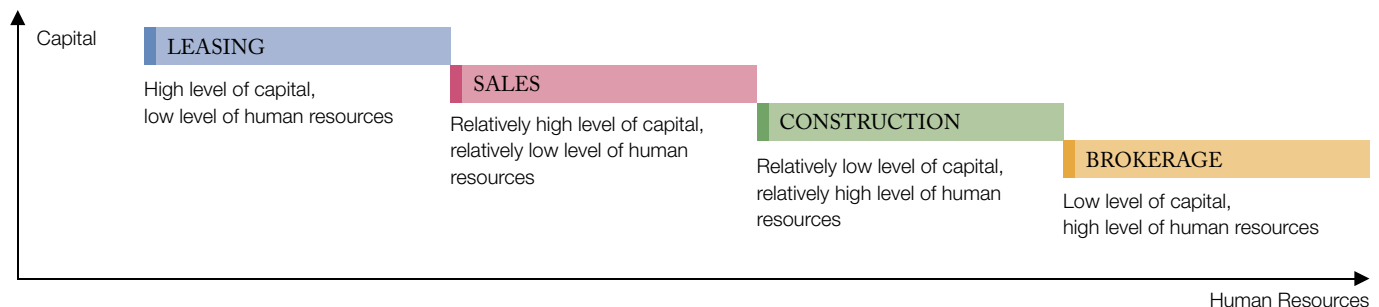 Capital
LEASING
High level of capital,
low level of human resources
SALES
Relatively high level of capital,
relatively low level of human
resources
CONSTRUCTION
Relatively low level of capital,
relatively high level of human
resources
BROKERAGE
Low level of capital,
high level of human resources
Human Resources